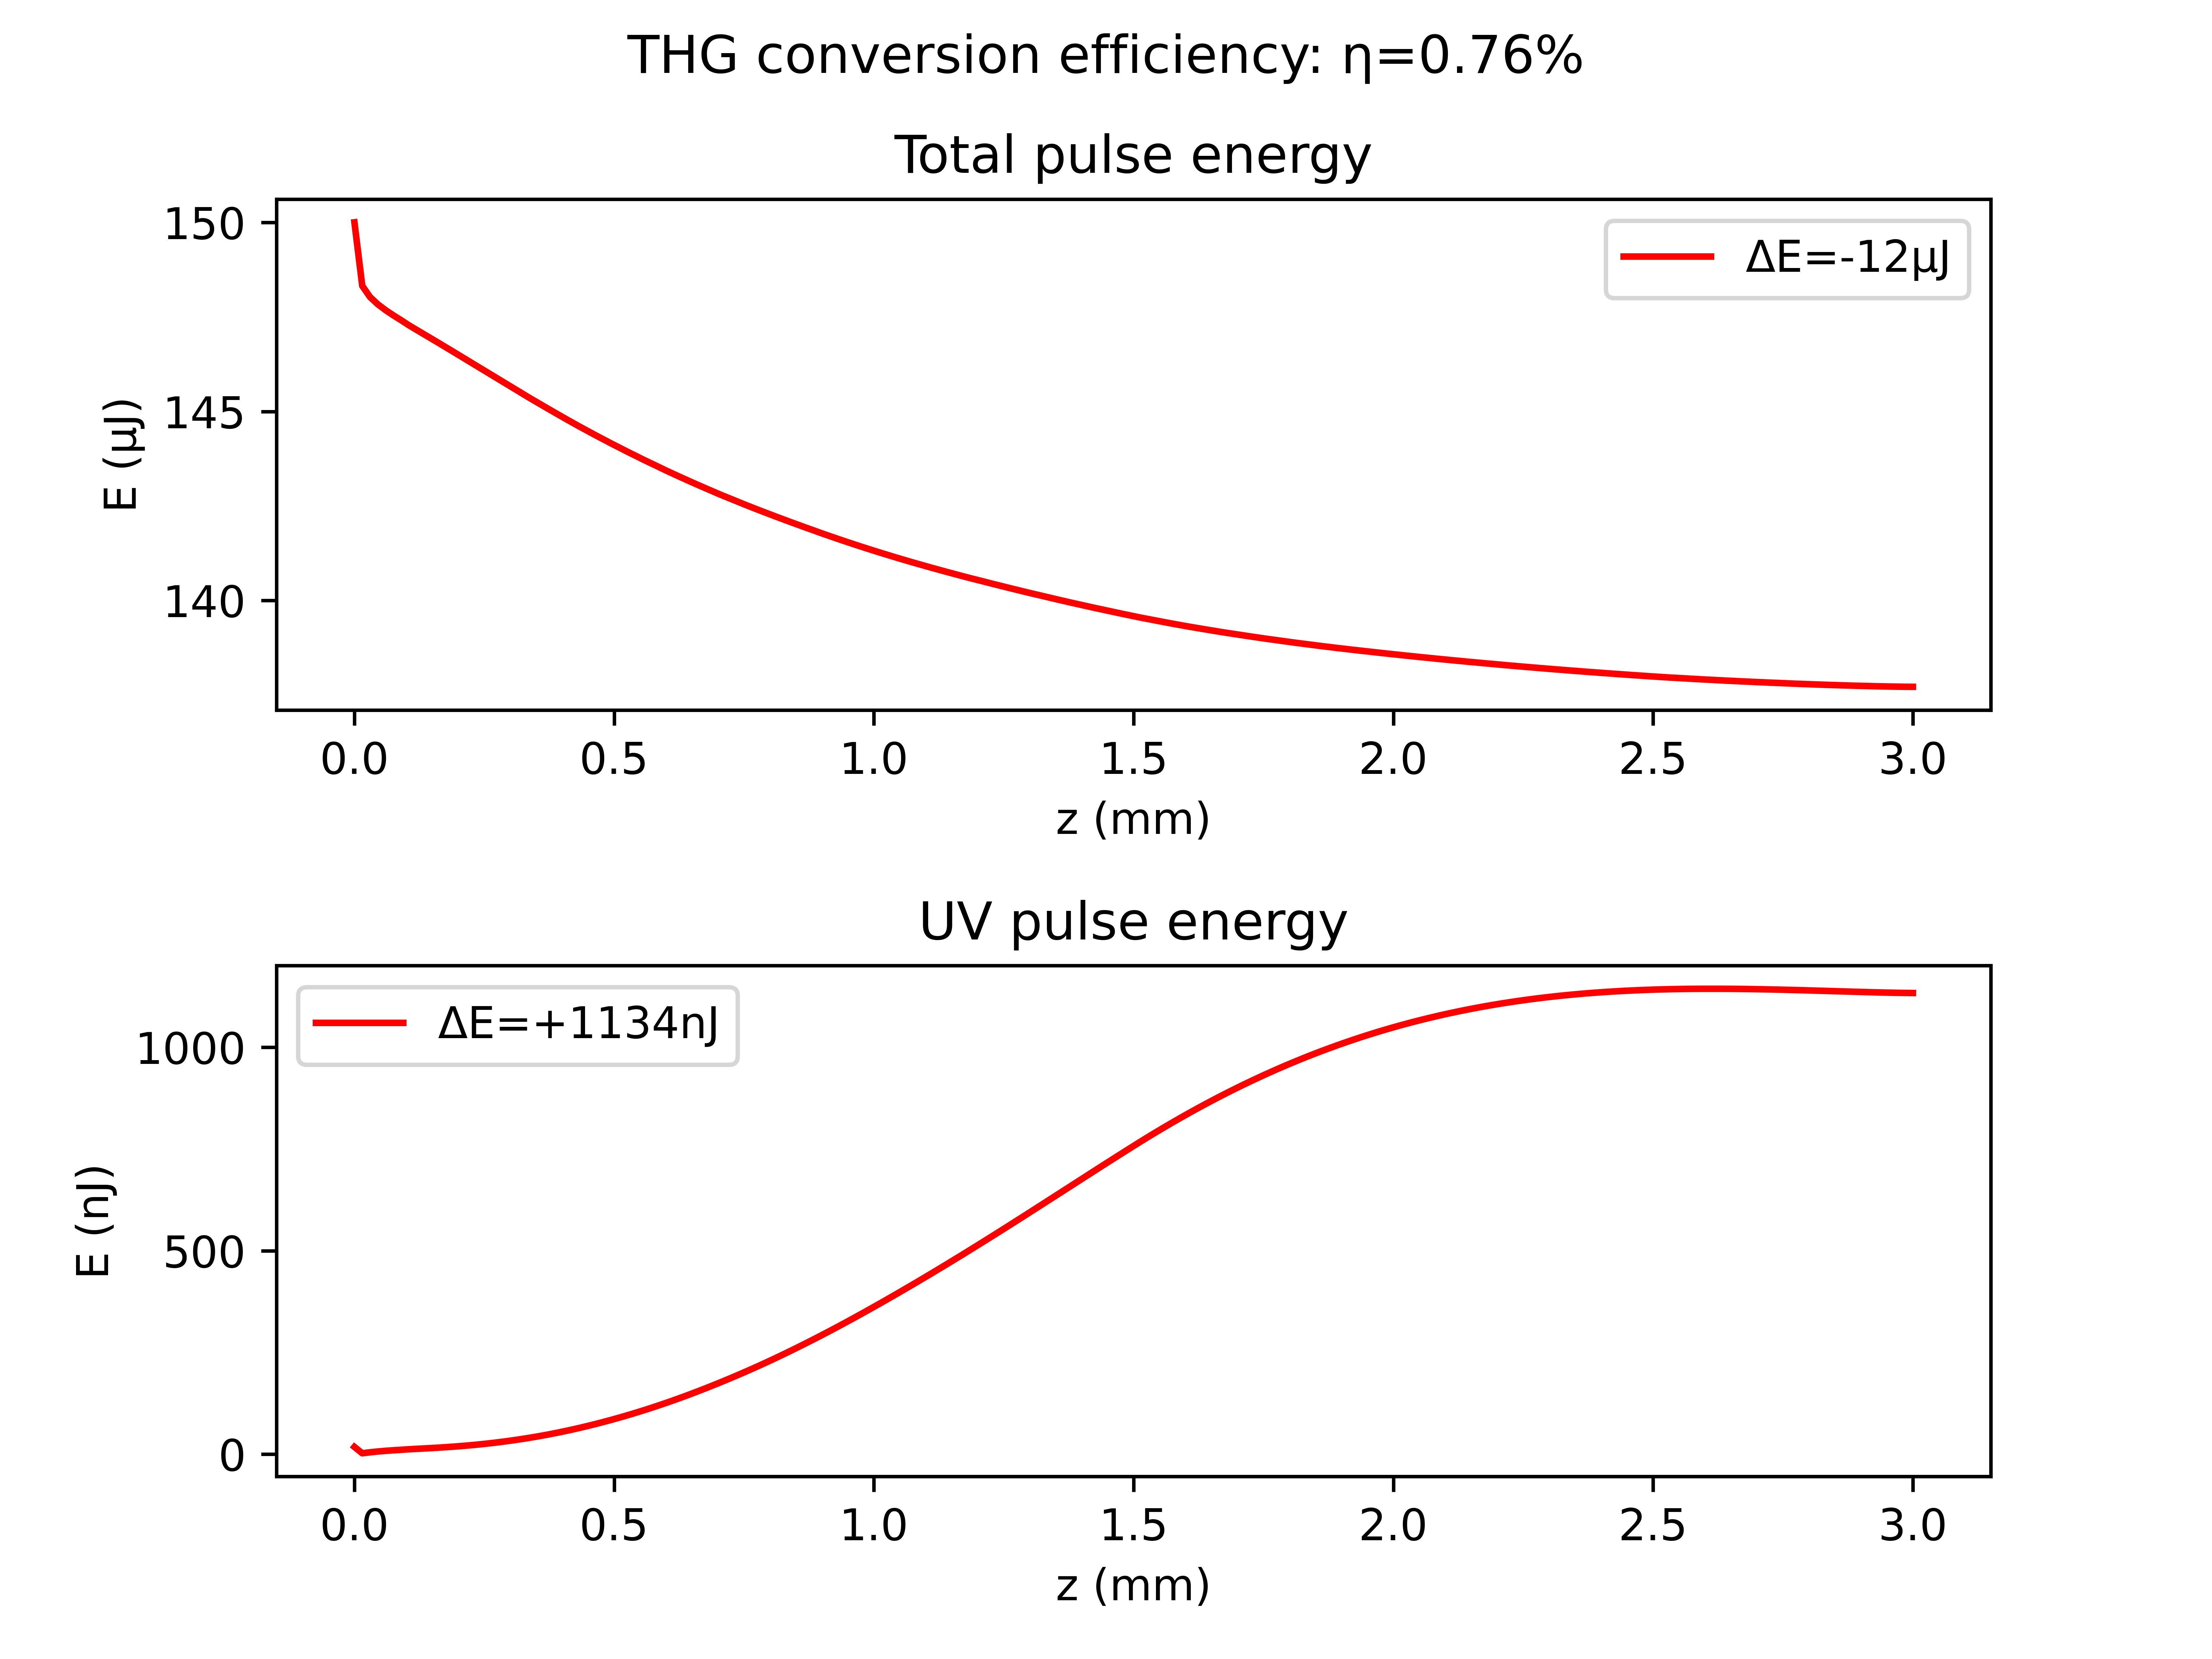 THG conversion efficiency: η=0.76%
Total pulse energy
150
145
140
E (μJ)
ΔE=-12μJ
0.0 0.5 1.0 1.5 2.0 2.5 3.0
z (mm)
UV pulse energy
1000
500
0
E (nJ)
ΔE=+1134nJ
0.0 0.5 1.0 1.5 2.0 2.5 3.0
z (mm)